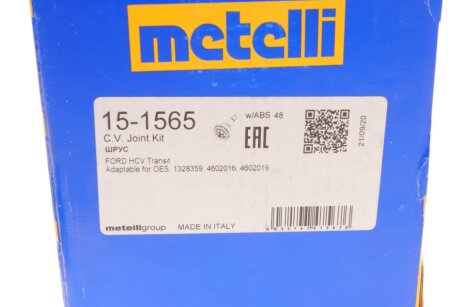 metelli
15-1565
w/ABS 48
C.V. Joint Kit
ШРУС
EAC
21/09/20
FORD HCV Transit
Adaptable for OES: 1328359, 4602016, 4602019
metelligroup MADE IN ITALY